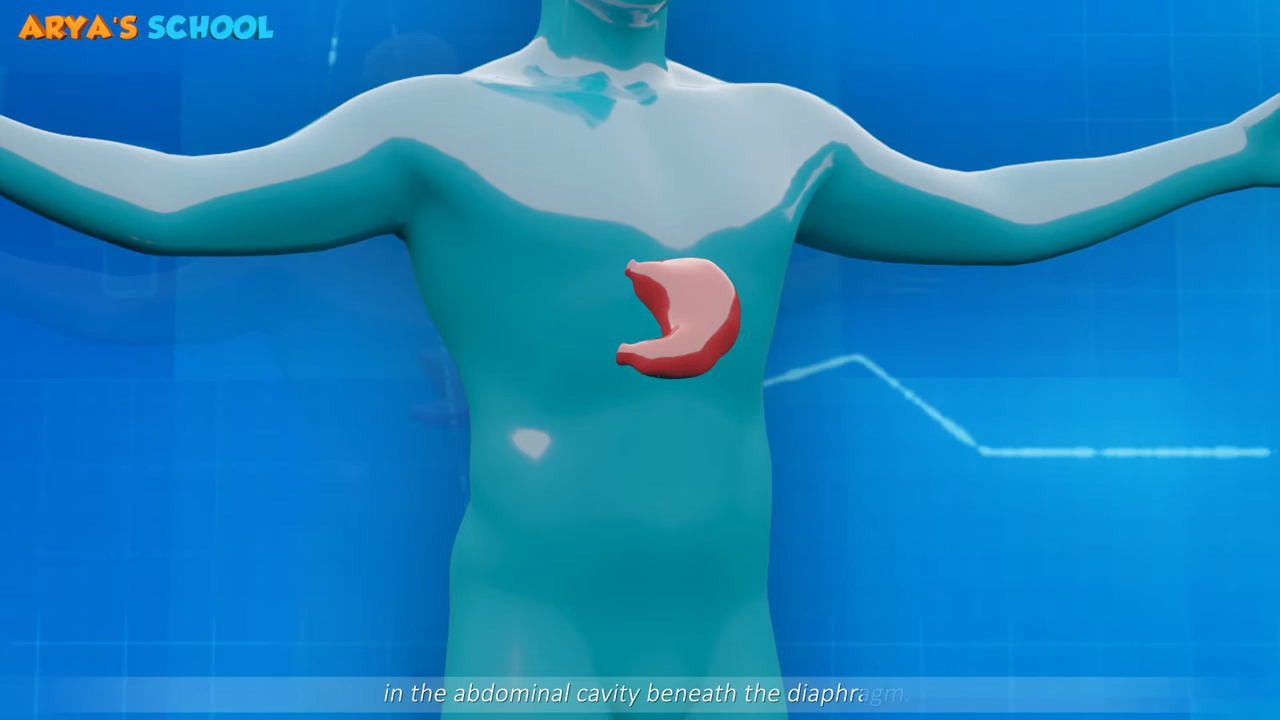 ARYA'S SCHOOL
in the abdominal cavity beneath the diaphragm.